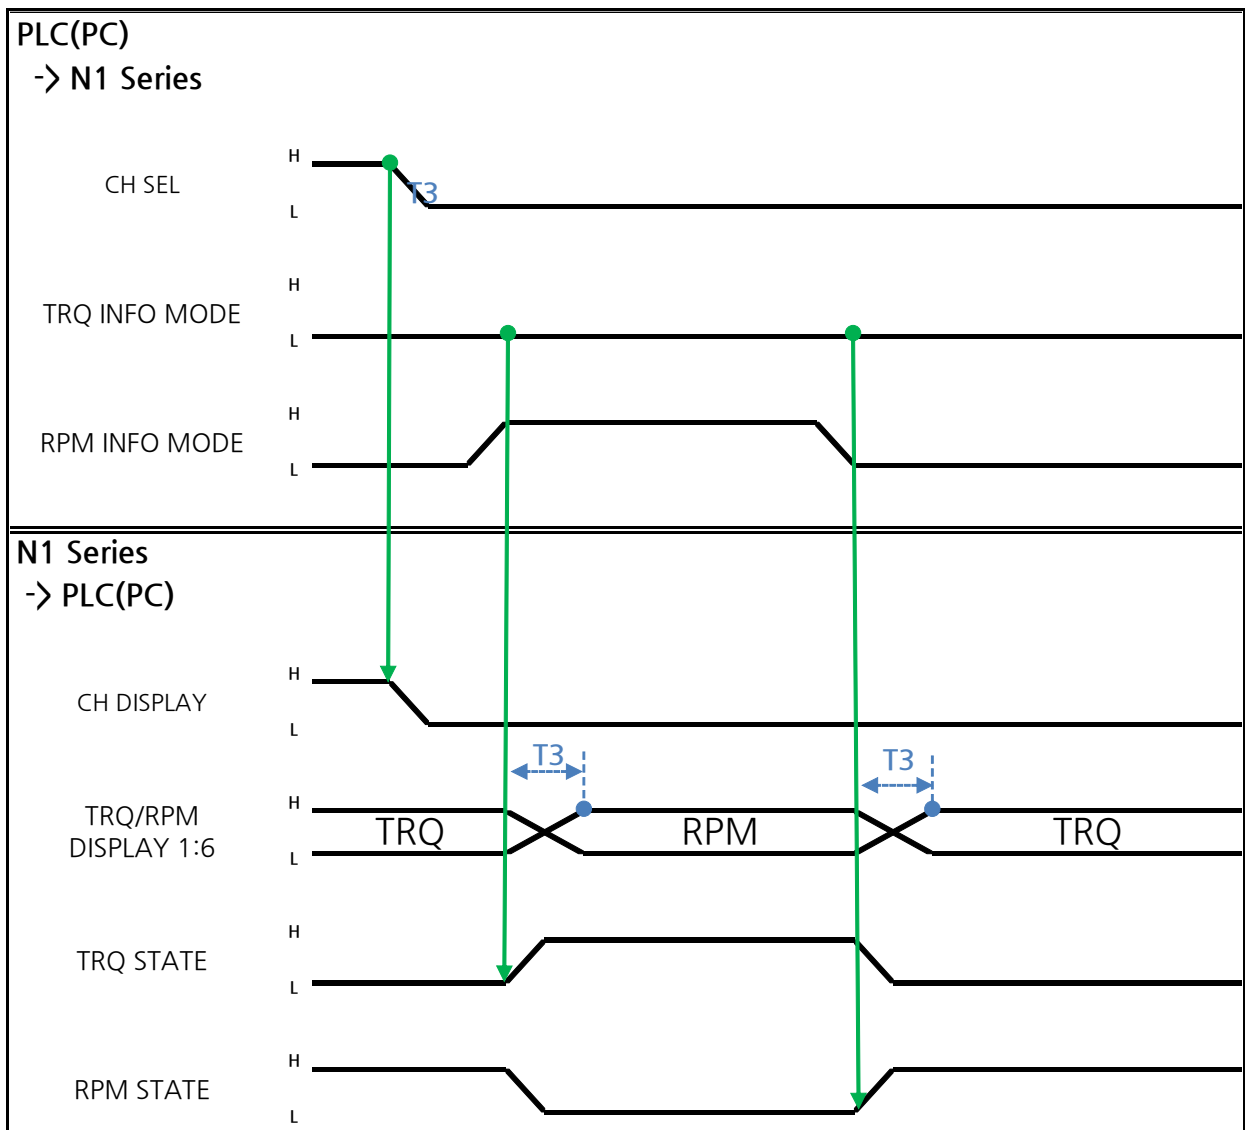 PLC(PC)
-> N1 Series
H
CH SEL
T3
L
H
TRQ INFO MODE
L
H
RPM INFO MODE
L
N1 Series
-> PLC(PC)
H
CH DISPLAY
L
T3
T3
H
TRQ/RPM
DISPLAY 1:6
TRQ
RPM
TRQ
L
H
TRQ STATE
L
H
RPM STATE
L